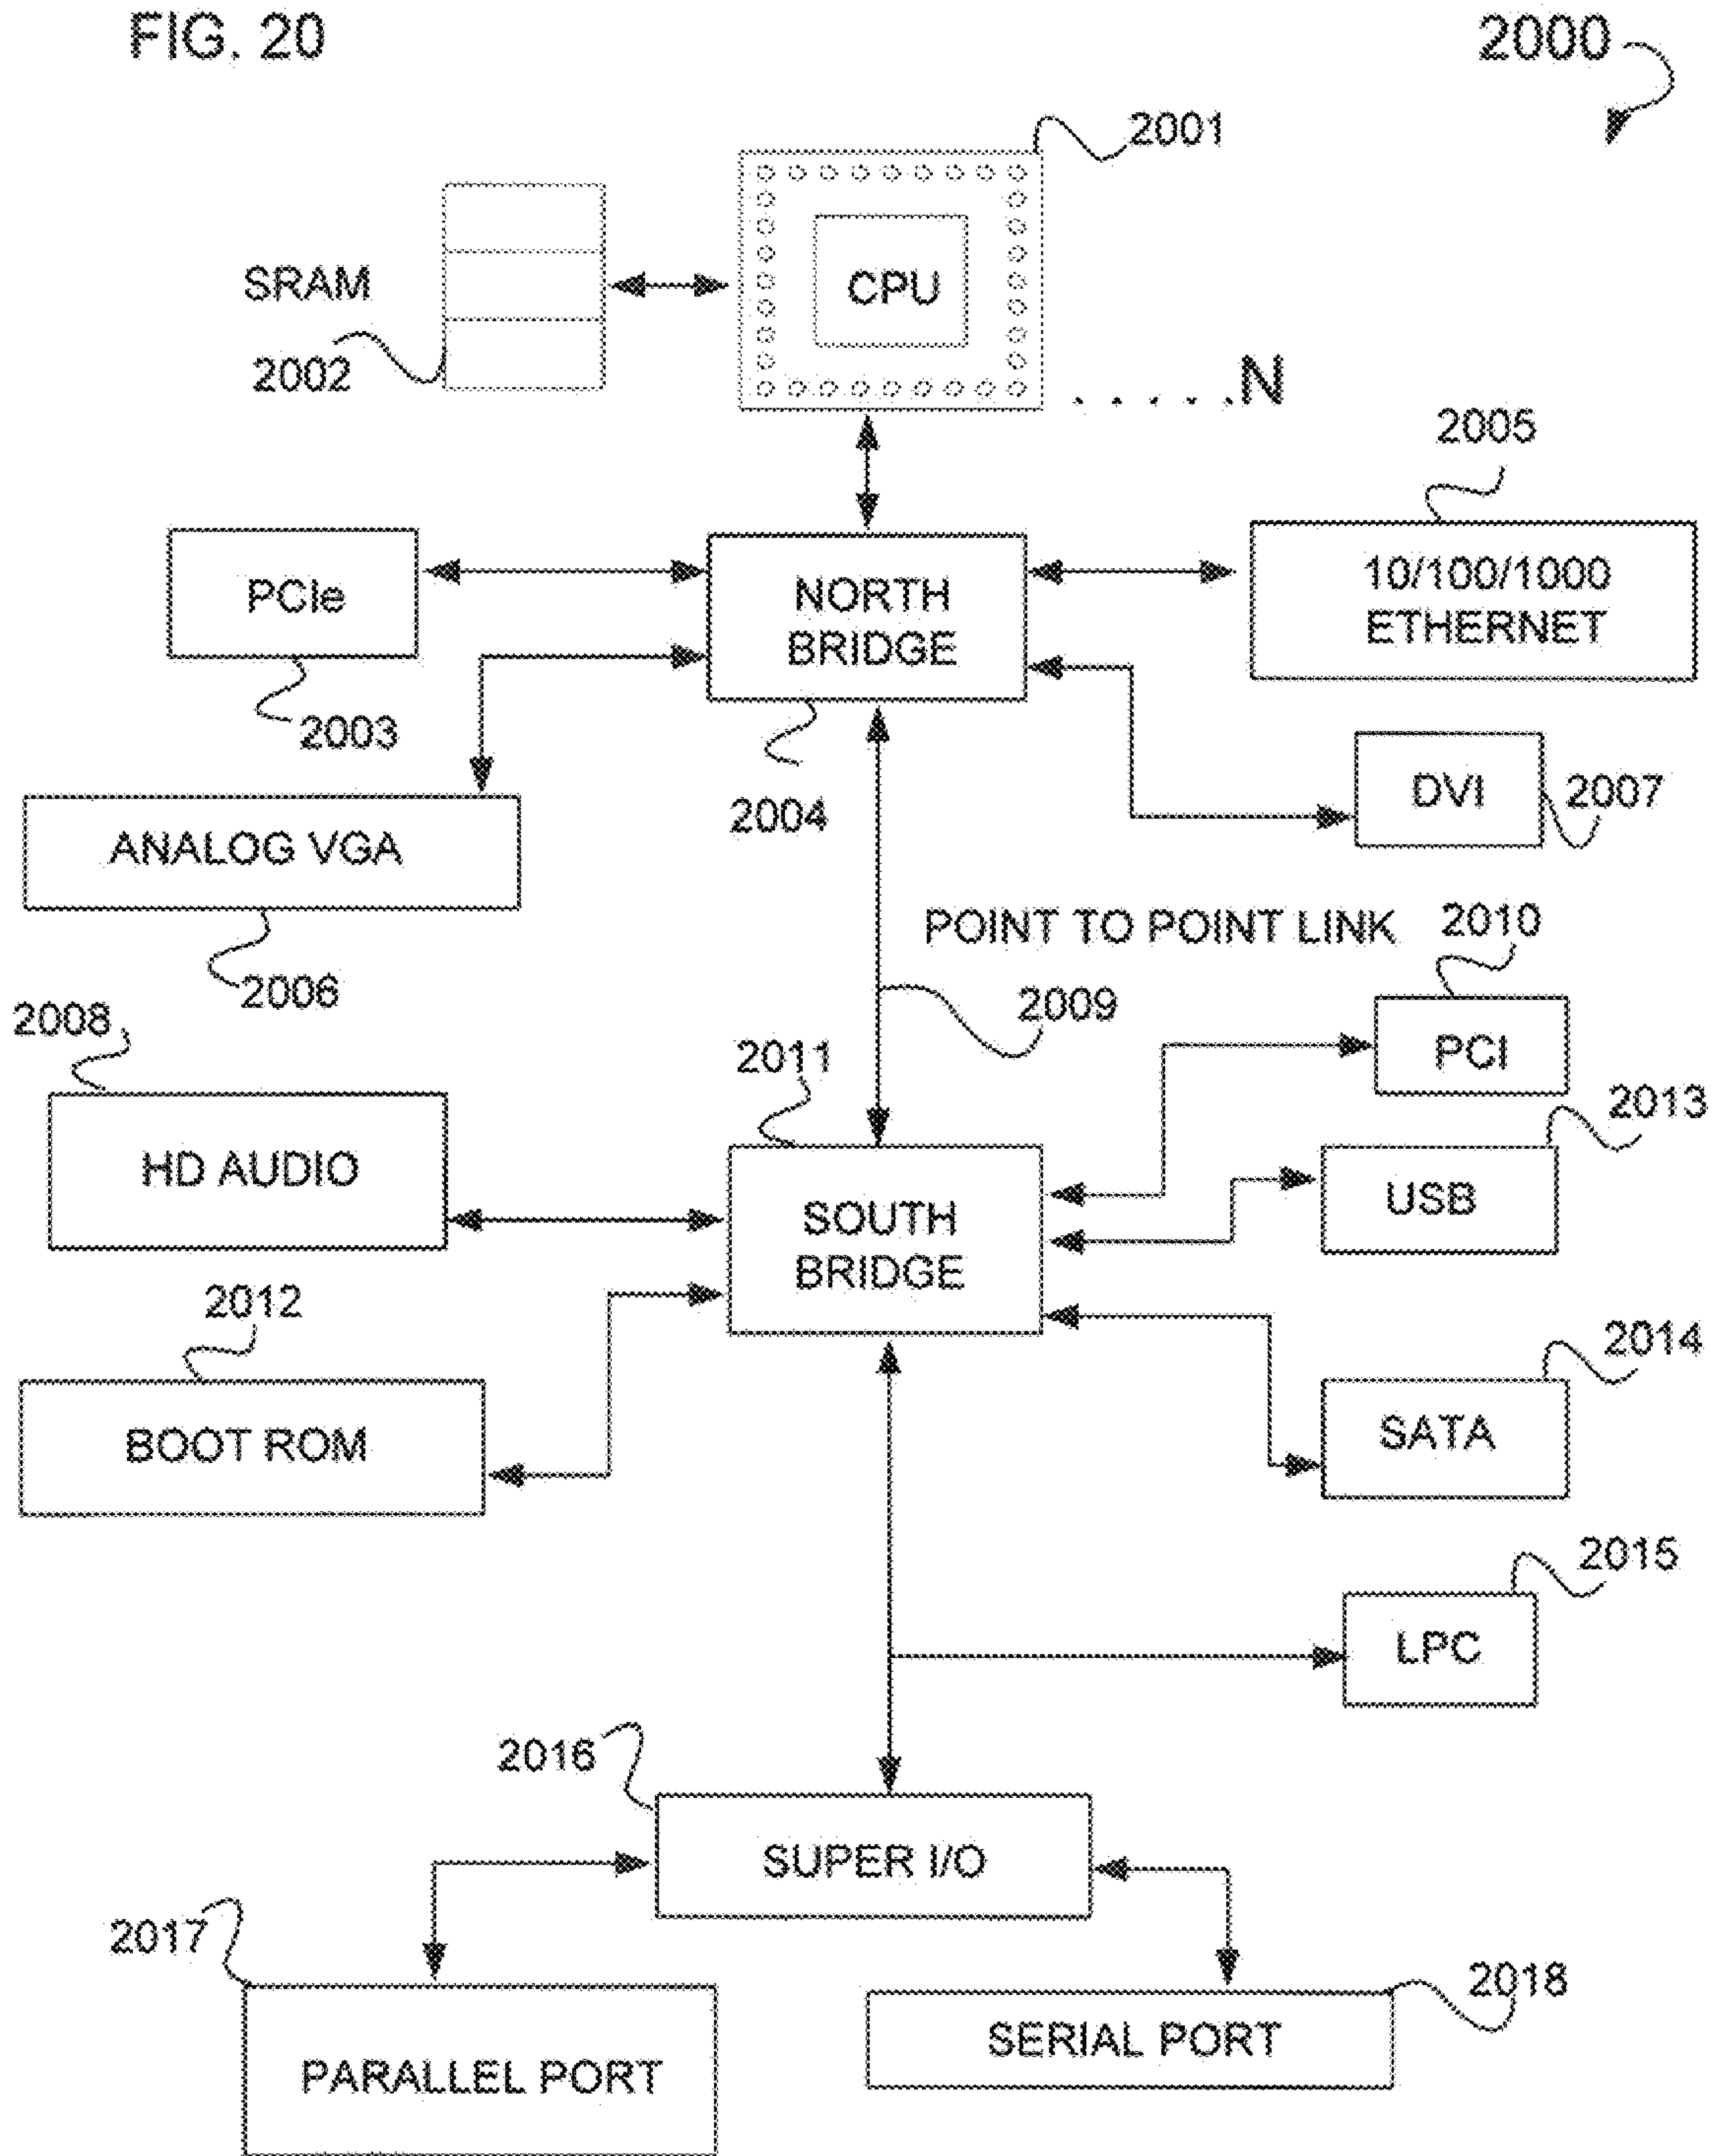 FIG. 20
2000
2001
SRAM
CPU
2002
.....N
2005
PCIe
NORTH
BRIDGE
10/100/1000
ETHERNET
2003
2004
DVI
2007
ANALOG VGA
2006
POINT TO POINT LINK
2010
2009
2008
2011
PCI
2013
HD AUDIO
SOUTH
BRIDGE
USB
2012
2014
BOOT ROM
SATA
2015
LPC
2016
SUPER I/O
2017
2018
PARALLEL PORT
SERIAL PORT